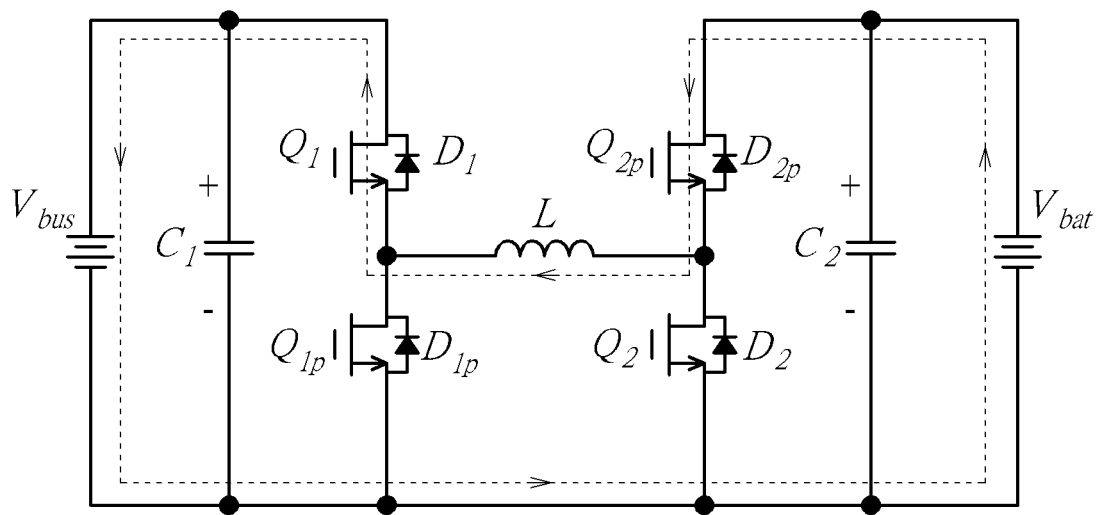 Q1
D1
Q2p
D2p
Vbus
+
C1
-
L
+
C2
-
Vbat
Q1p
D1p
Q2
D2